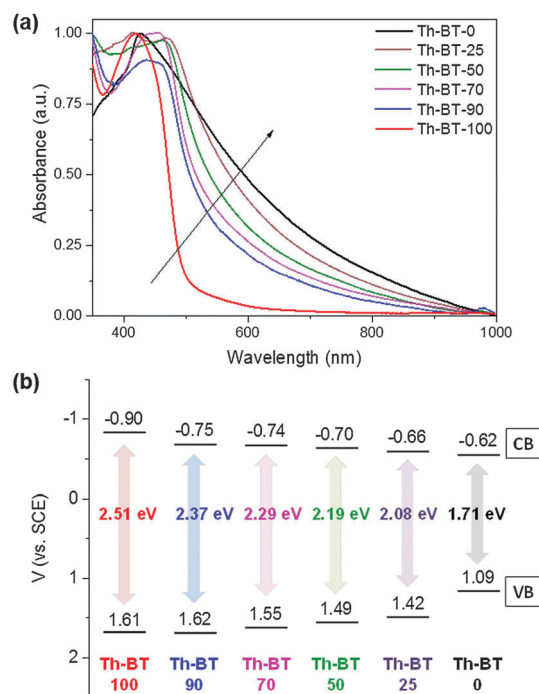 (a)
1.00
0.75
0.50
0.25
0.00
Absorbance (a.u.)
Th-BT-0
Th-BT-25
Th-BT-50
Th-BT-70
Th-BT-90
Th-BT-100
400
600
800
1000
Wavelength (nm)
(b)
-1
0
1
2
V (vs. SCE)
-0.90
-0.75
-0.74
-0.70
-0.66
-0.62
CB
2.51 eV
2.37 eV
2.29 eV
2.19 eV
2.08 eV
1.71 eV
1.61
1.62
1.55
1.49
1.42
1.09
VB
Th-BT
100
Th-BT
90
Th-BT
70
Th-BT
50
Th-BT
25
Th-BT
0